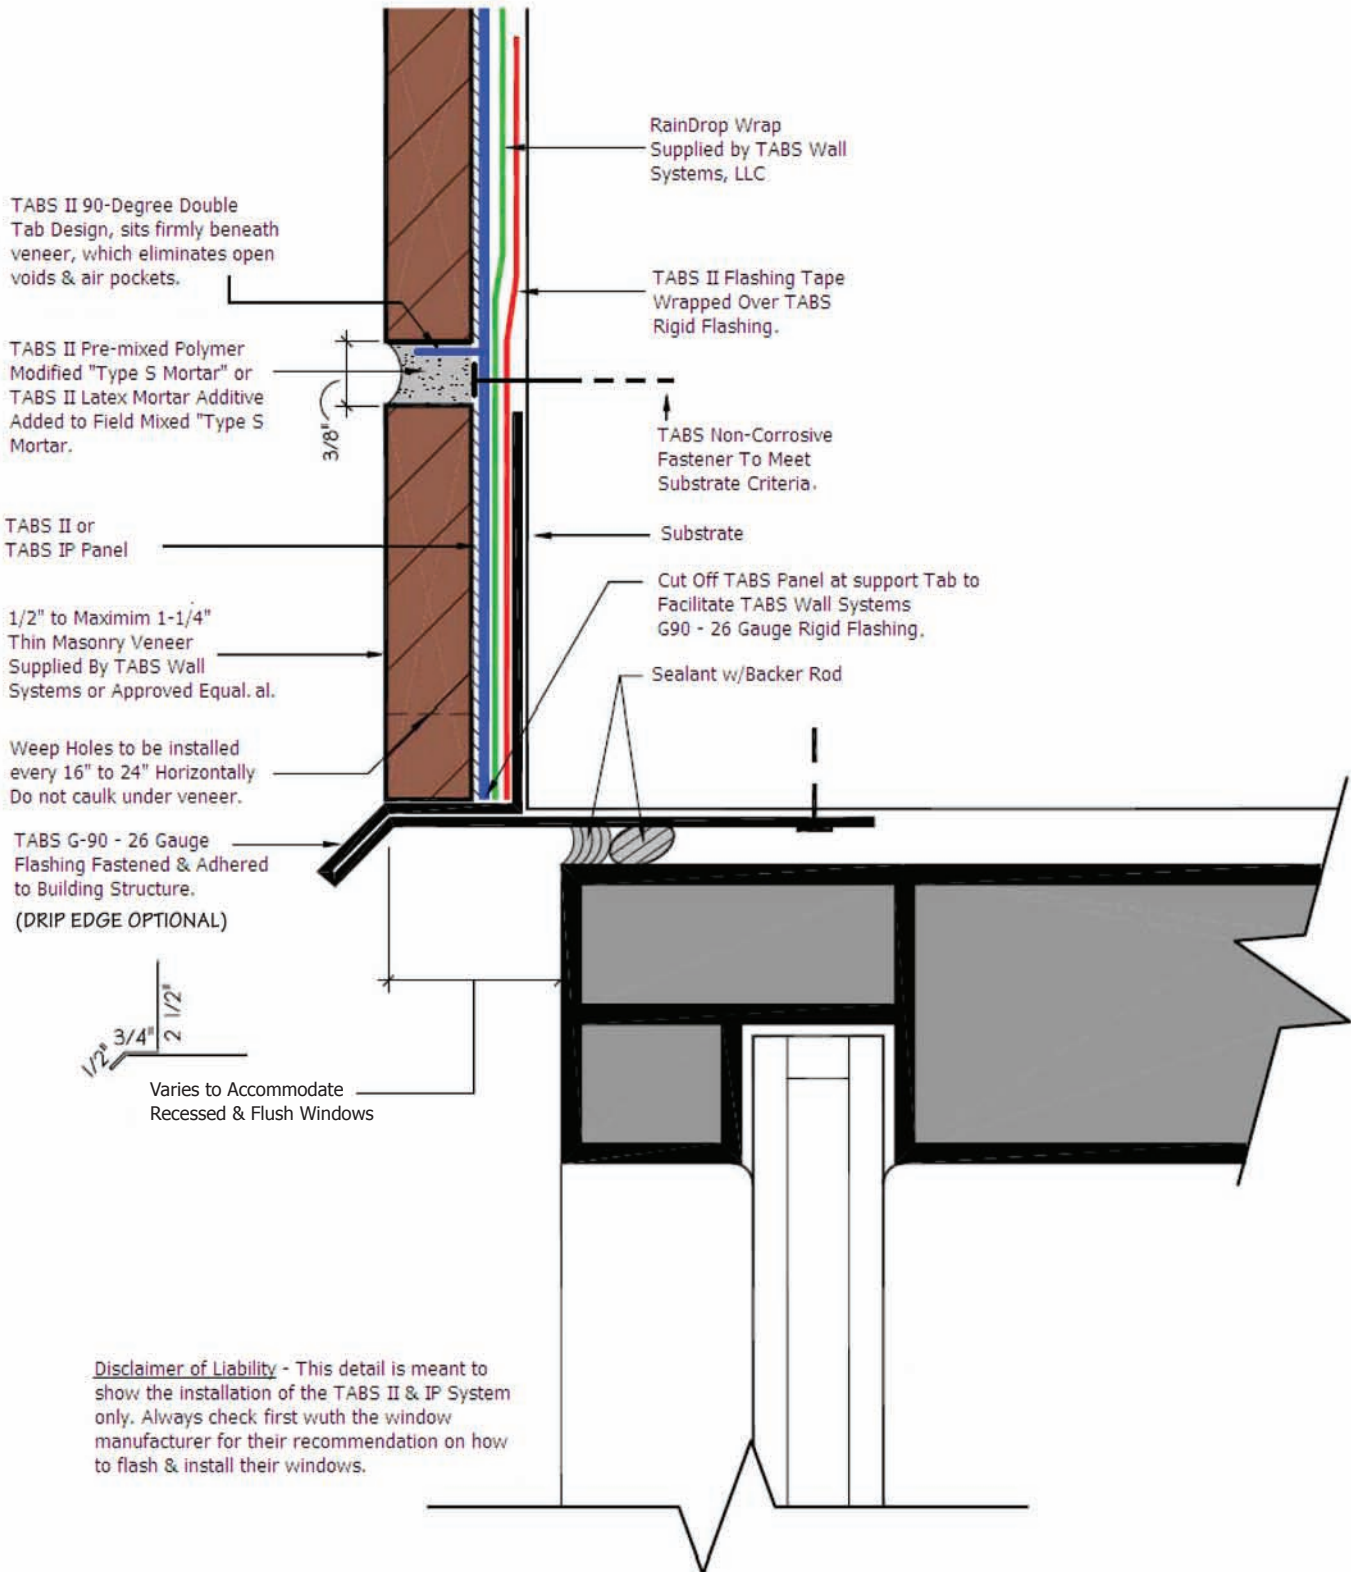 RainDrop Wrap
Supplied by TABS Wall
Systems, LLC
TABS II 90-Degree Double
Tab Design, sits firmly beneath
veneer, which eliminates open
voids & air pockets.
TABS II Flashing Tape
Wrapped Over TABS
Rigid Flashing.
TABS II Pre-mixed Polymer
Modified "Type S Mortar" or
TABS II Latex Mortar Additive
Added to Field Mixed "Type S
Mortar.
3/8"
TABS Non-Corrosive
Fastener To Meet
Substrate Criteria.
TABS II or
TABS IP Panel
Substrate
Cut Off TABS Panel at support Tab to
Facilitate TABS Wall Systems
G90 - 26 Gauge Rigid Flashing.
1/2" to Maximim 1-1/4"
Thin Masonry Veneer
Supplied By TABS Wall
Systems or Approved Equal. al.
Sealant w/Backer Rod
Weep Holes to be installed
every 16" to 24" Horizontally
Do not caulk under veneer.
TABS G-90 - 26 Gauge
Flashing Fastened & Adhered
to Building Structure.
(DRIP EDGE OPTIONAL)
1/2"
3/4"
2 1/2"
Varies to Accommodate
Recessed & Flush Windows
Disclaimer of Liability - This detail is meant to
show the installation of the TABS II & IP System
only. Always check first wuth the window
manufacturer for their recommendation on how
to flash & install their windows.